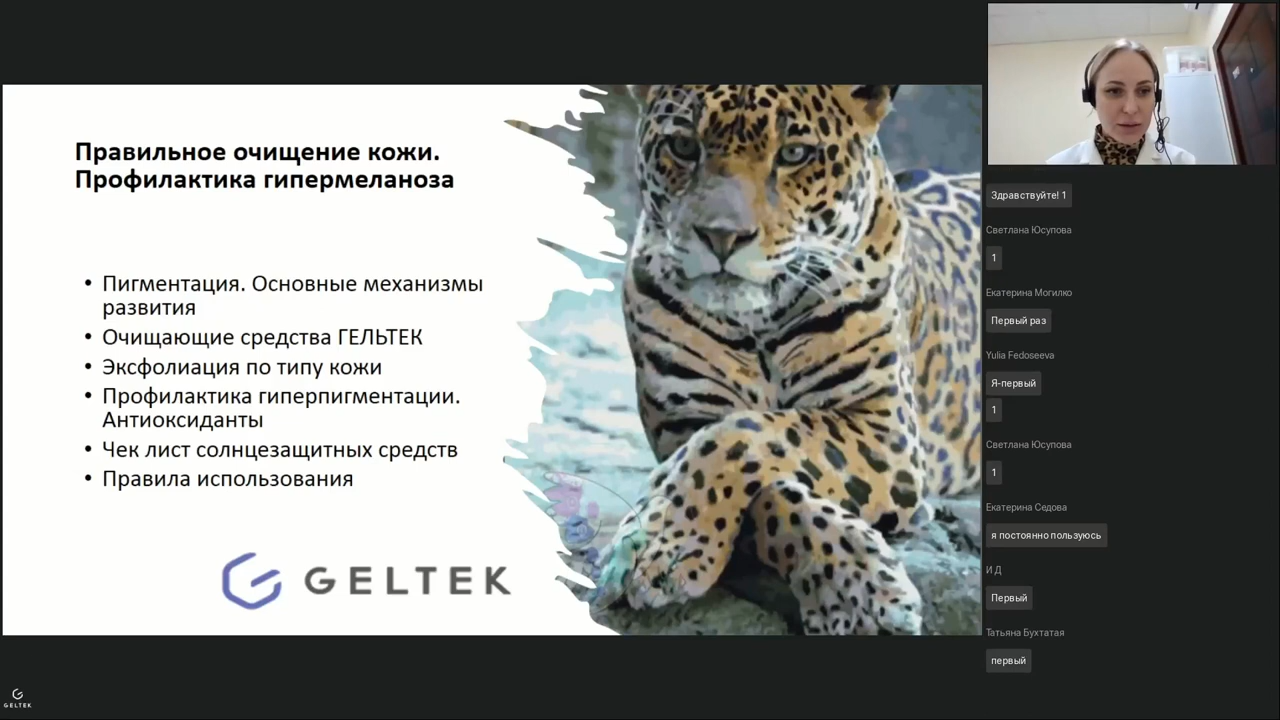 Правильное очищение кожи.
Профилактика гипермеланоза
• Пигментация. Основные механизмы
развития
• Очищающие средства ГЕЛЬТЕК
• Эксфолиация по типу кожи
• Профилактика гиперпигментации.
Антиоксиданты
• Чек лист солнцезащитных средств
• Правила использования
GELTEK
Здравствуйте! 1
Светлана Юсупова
1
Екатерина Могилко
Первый раз
Yulia Fedoseeva
Я-первый
1
Светлана Юсупова
1
Екатерина Седова
я постоянно пользуюсь
И Д
Первый
Татьяна Бухтатая
первый
GELTEK